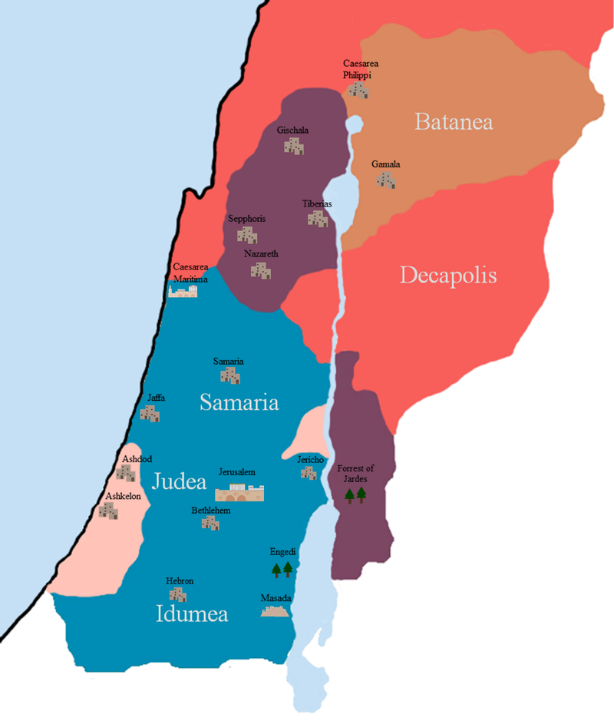 Caesarea
Philippi
Batanea
Gischala
Gamala
Tiberias
Sepphoris
Nazareth
Caesarea
Maritima
Decapolis
Samaria
Samaria
Jaffa
Ashdod
Jericho
Forrest of
Jardes
Judea
Jerusalem
Ashkelon
Bethlehem
Engedi
Hebron
Masada
Idumea